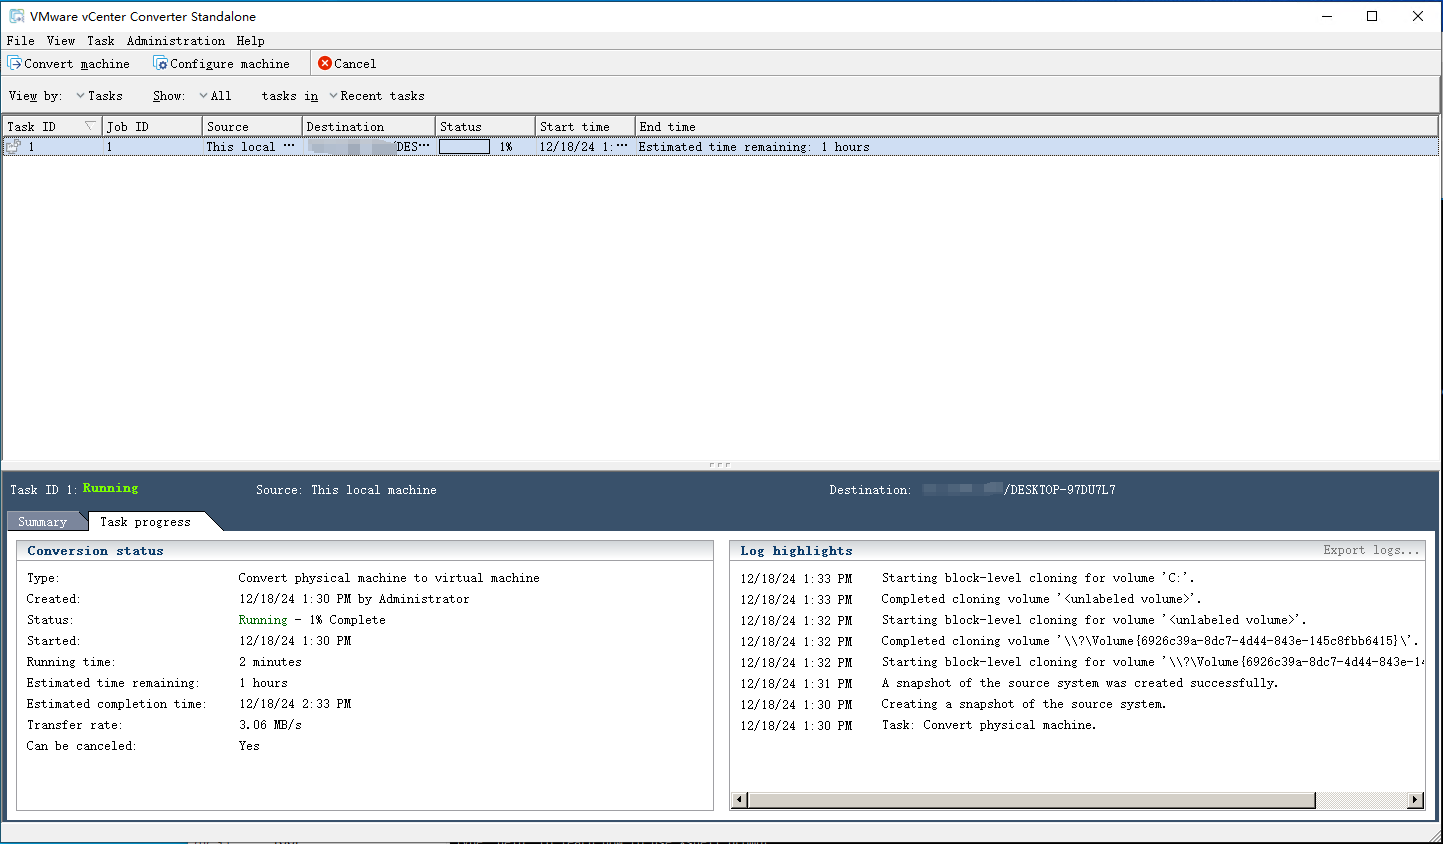 VMware vCenter Converter Standalone
File View Task Administration Help
Convert machine Configure machine Cancel
View by: Tasks Show: All tasks in Recent tasks
Task ID Job ID Source Destination Status Start time End time
1 1 This local ··· /DES··· 1% 12/18/24 1:··· Estimated time remaining: 1 hours
Task ID 1: Running Source: This local machine Destination: /DESKTOP-97DU7L7
Summary Task progress
Conversion status
Type: Convert physical machine to virtual machine
Created: 12/18/24 1:30 PM by Administrator
Status: Running - 1% Complete
Started: 12/18/24 1:30 PM
Running time: 2 minutes
Estimated time remaining: 1 hours
Estimated completion time: 12/18/24 2:33 PM
Transfer rate: 3.06 MB/s
Can be canceled: Yes
Log highlights Export logs...
12/18/24 1:33 PM Starting block-level cloning for volume 'C:'.
12/18/24 1:33 PM Completed cloning volume '<unlabeled volume>'.
12/18/24 1:32 PM Starting block-level cloning for volume '<unlabeled volume>'.
12/18/24 1:32 PM Completed cloning volume '\\?\Volume{6926c39a-8dc7-4d44-843e-145c8fbb6415}\'.
12/18/24 1:32 PM Starting block-level cloning for volume '\\?\Volume{6926c39a-8dc7-4d44-843e-14
12/18/24 1:31 PM A snapshot of the source system was created successfully.
12/18/24 1:30 PM Creating a snapshot of the source system.
12/18/24 1:30 PM Task: Convert physical machine.